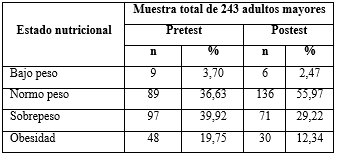 Estado nutricional Muestra total de 243 adultos mayores
Pretest Postest
n % n %
Bajo peso 9 3,70 6 2,47
Normo peso 89 36,63 136 55,97
Sobrepeso 97 39,92 71 29,22
Obesidad 48 19,75 30 12,34